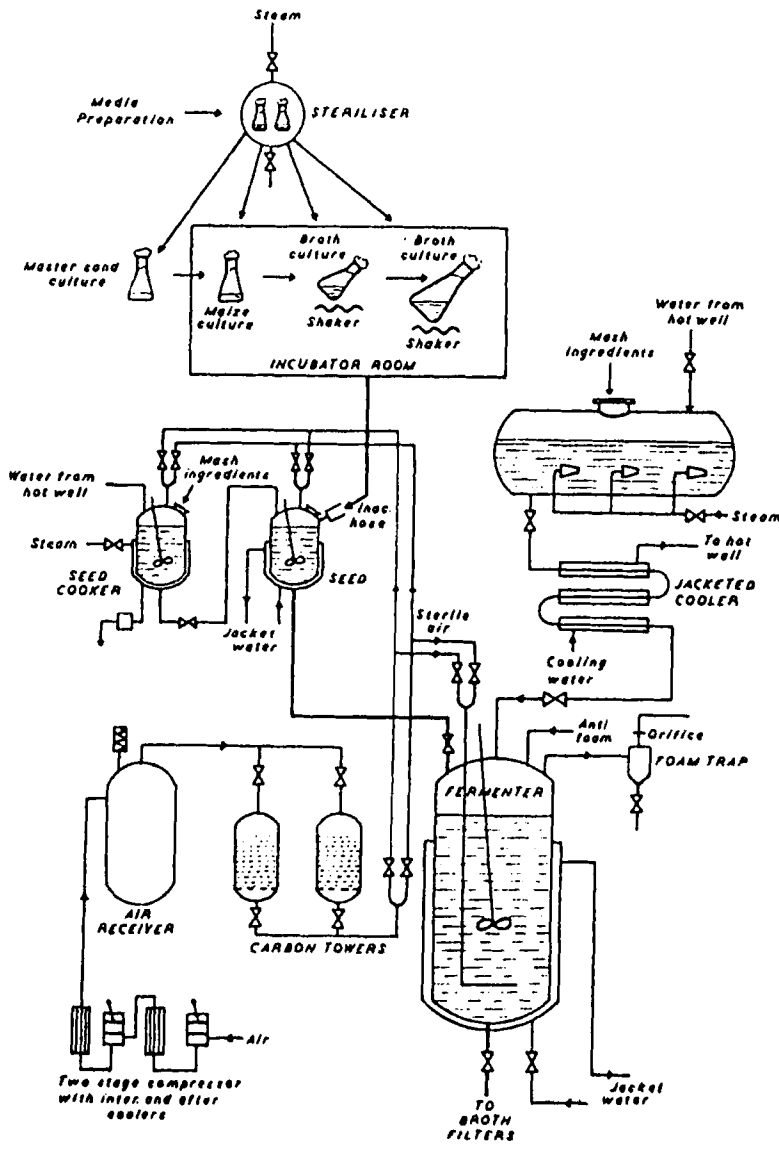 Steam
Media
Preparation
STERILISER
Master sand
culture
Maize
culture
Broth
culture
Shaker
Broth
culture
Shaker
INCUBATOR ROOM
Water from
hot well
Mash
ingredients
Steam
To hot
well
JACKETED
COOLER
Cooling
water
Water from
hot well
Mash
ingredients
Steam
SEED
COOKER
Inoc.
hose
SEED
Jacket
water
Sterile
air
Anti
foam
Orifice
FOAM TRAP
FERMENTER
AIR
RECEIVER
CARBON TOWERS
Air
Two stage compressor
with inter. and after
coolers
Jacket
water
TO
BROTH
FILTERS